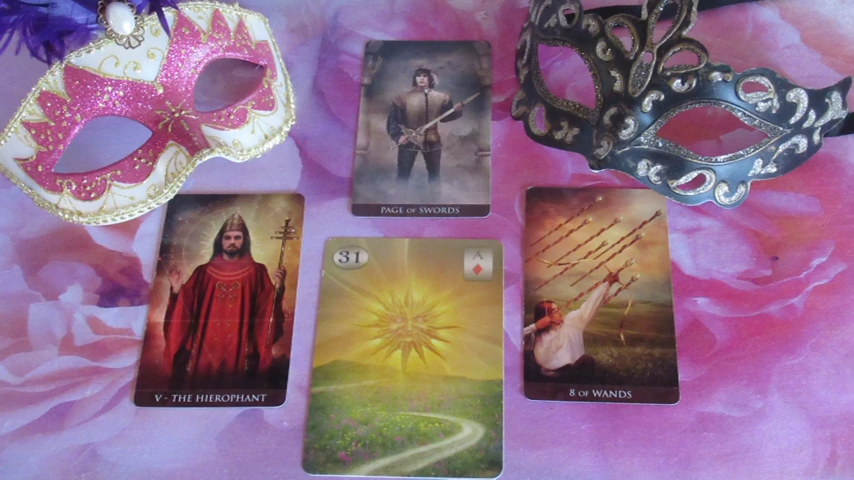 PAGE OF SWORDS
V - THE HIEROPHANT
31
A
8 OF WANDS